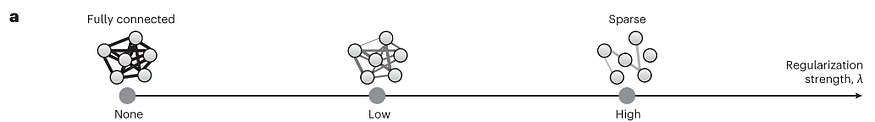 a
Fully connected
Sparse
Regularization
strength, λ
None
Low
High